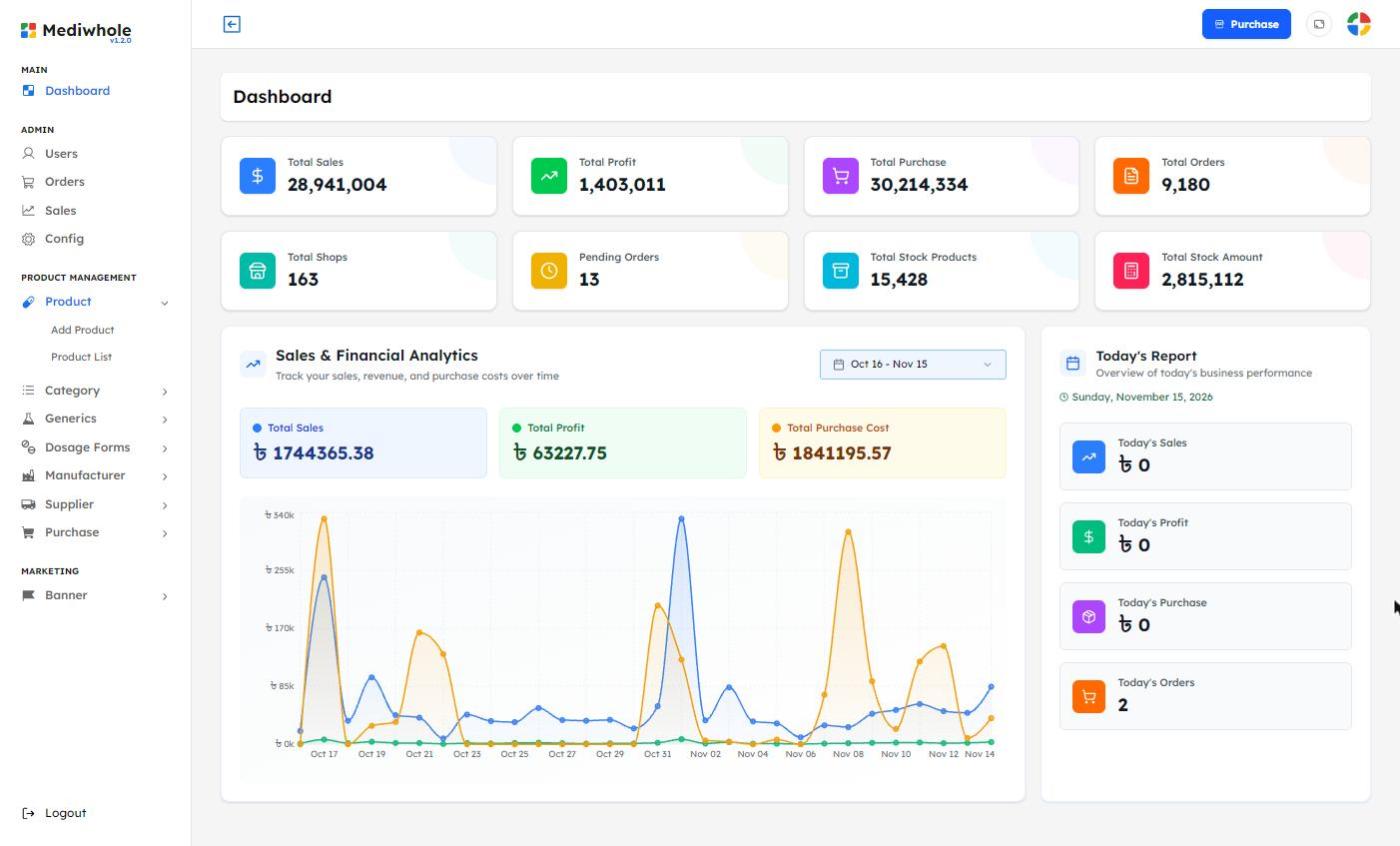 Mediwhole
v1.2.0
Purchase
MAIN
Dashboard
ADMIN
Users
Orders
Sales
Config
PRODUCT MANAGEMENT
Product
Add Product
Product List
Category
Generics
Dosage Forms
Manufacturer
Supplier
Purchase
MARKETING
Banner
Logout
Dashboard
Total Sales
28,941,004
Total Profit
1,403,011
Total Purchase
30,214,334
Total Orders
9,180
Total Shops
163
Pending Orders
13
Total Stock Products
15,428
Total Stock Amount
2,815,112
Sales & Financial Analytics
Track your sales, revenue, and purchase costs over time
Oct 16 - Nov 15
Total Sales
৳ 1744365.38
Total Profit
৳ 63227.75
Total Purchase Cost
৳ 1841195.57
৳ 340k
৳ 255k
৳ 170k
৳ 85k
৳ 0k
Oct 17 Oct 19 Oct 21 Oct 23 Oct 25 Oct 27 Oct 29 Oct 31 Nov 02 Nov 04 Nov 06 Nov 08 Nov 10 Nov 12 Nov 14
Today's Report
Overview of today's business performance
Sunday, November 15, 2026
Today's Sales
৳ 0
Today's Profit
৳ 0
Today's Purchase
৳ 0
Today's Orders
2